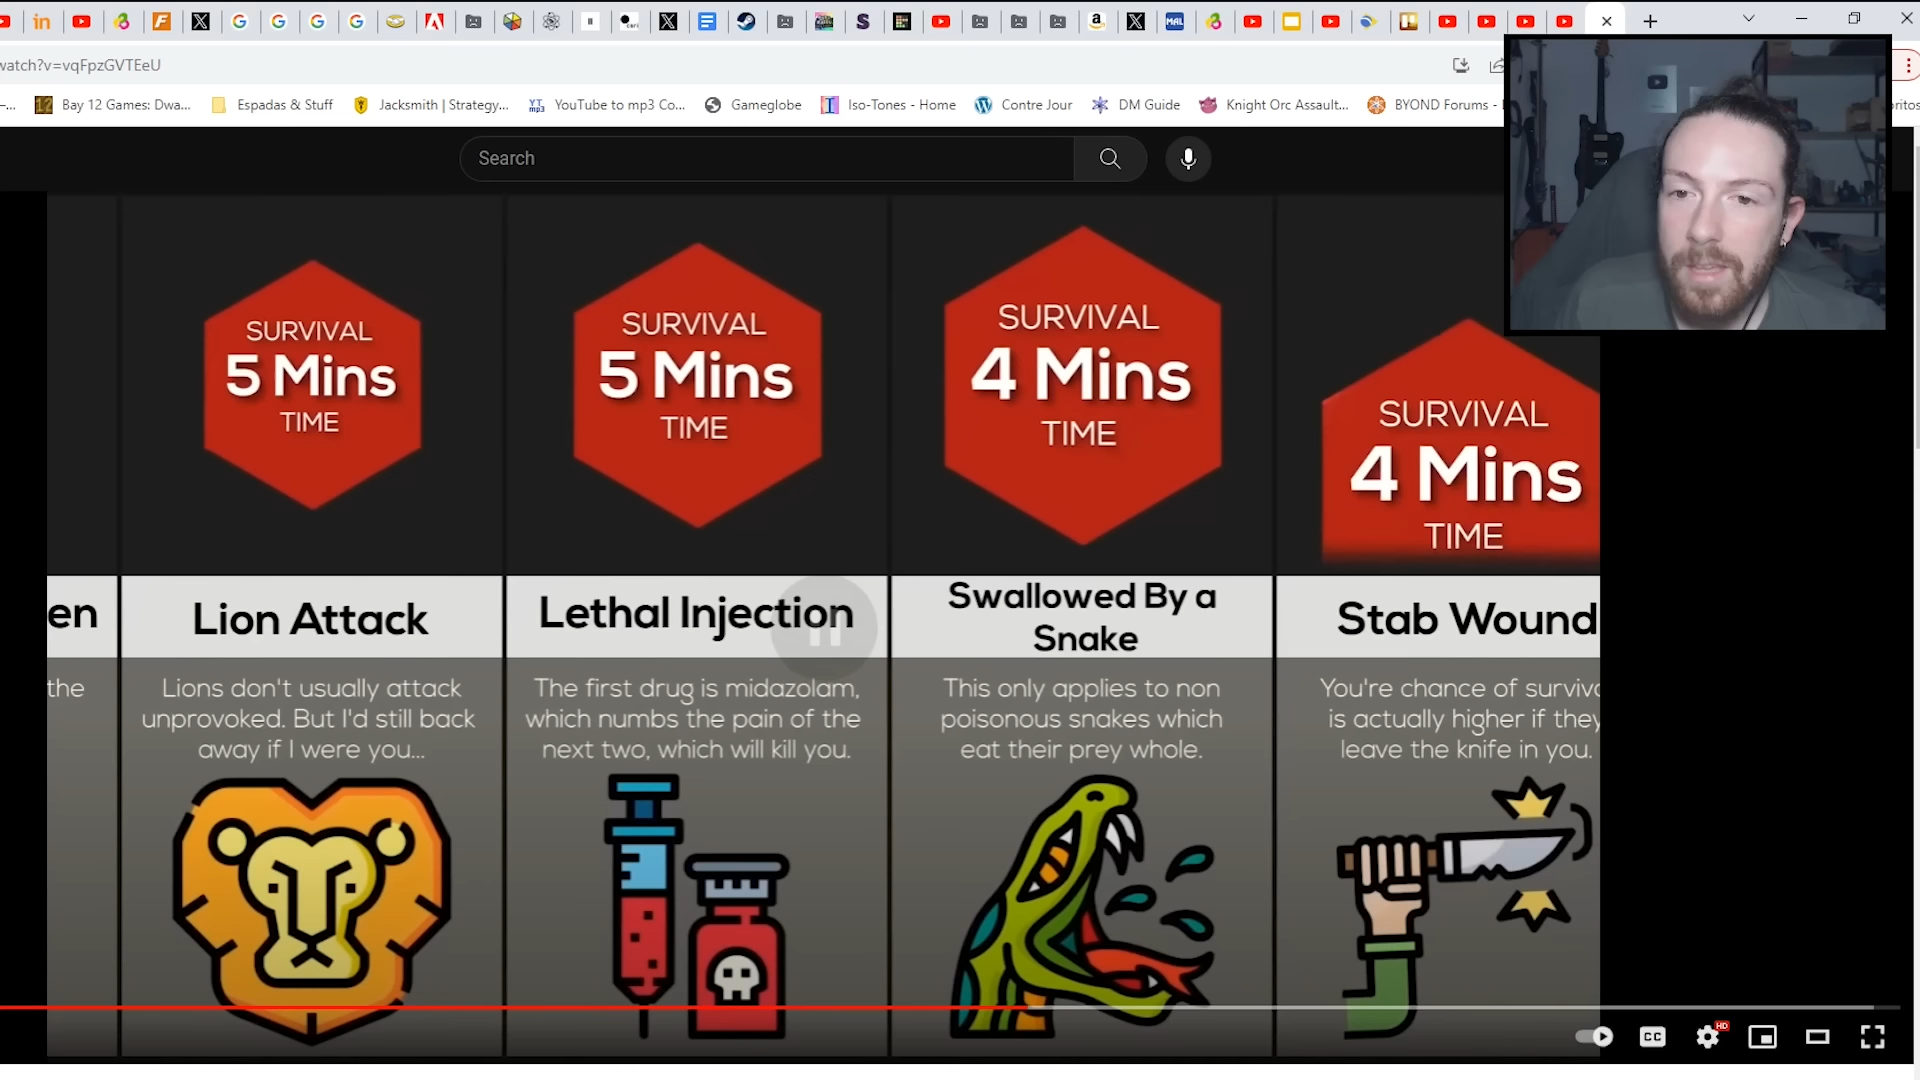 watch?v=vqFpzGVTEeU
Bay 12 Games: Dwa...
Espadas & Stuff
Jacksmith | Strategy...
YouTube to mp3 Co...
Gameglobe
Iso-Tones - Home
Contre Jour
DM Guide
Knight Orc Assault...
BYOND Forums -
oritos
Search
SURVIVAL
5 Mins
TIME
SURVIVAL
5 Mins
TIME
SURVIVAL
4 Mins
TIME
SURVIVAL
4 Mins
TIME
en
the
Lion Attack
Lions don't usually attack
unprovoked. But I'd still back
away if I were you...
Lethal Injection
The first drug is midazolam,
which numbs the pain of the
next two, which will kill you.
Swallowed By a
Snake
This only applies to non
poisonous snakes which
eat their prey whole.
Stab Wound
You're chance of surviv
is actually higher if they
leave the knife in you.
CC
HD